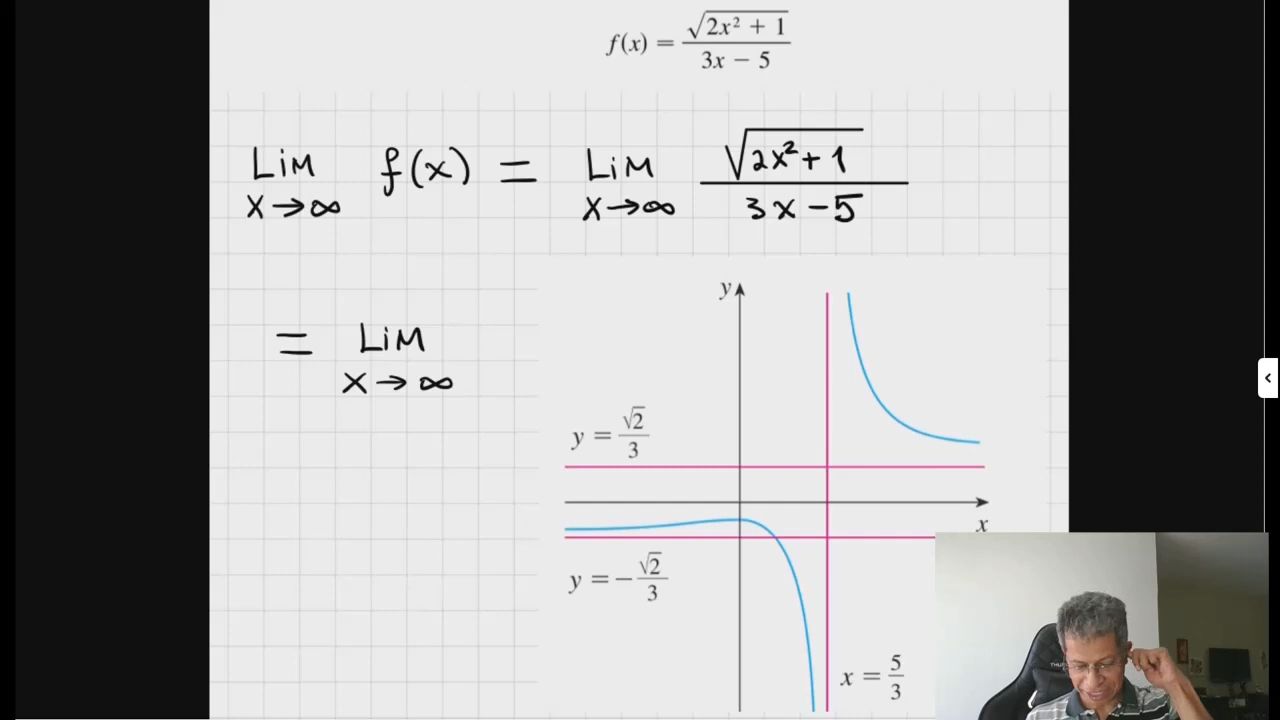 f(x) = √(2x² + 1) / (3x − 5)
Lim x→∞ f(x) = Lim x→∞ √(2x² + 1) / (3x − 5)
= Lim x→∞
y
y = √2 / 3
x
y = − √2 / 3
x = 5 / 3